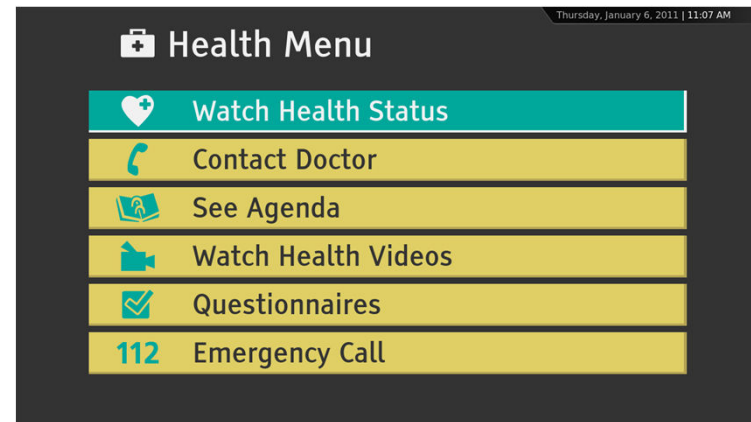 Thursday, January 6, 2011 | 11:07 AM
Health Menu
Watch Health Status
Contact Doctor
See Agenda
Watch Health Videos
Questionnaires
112 Emergency Call